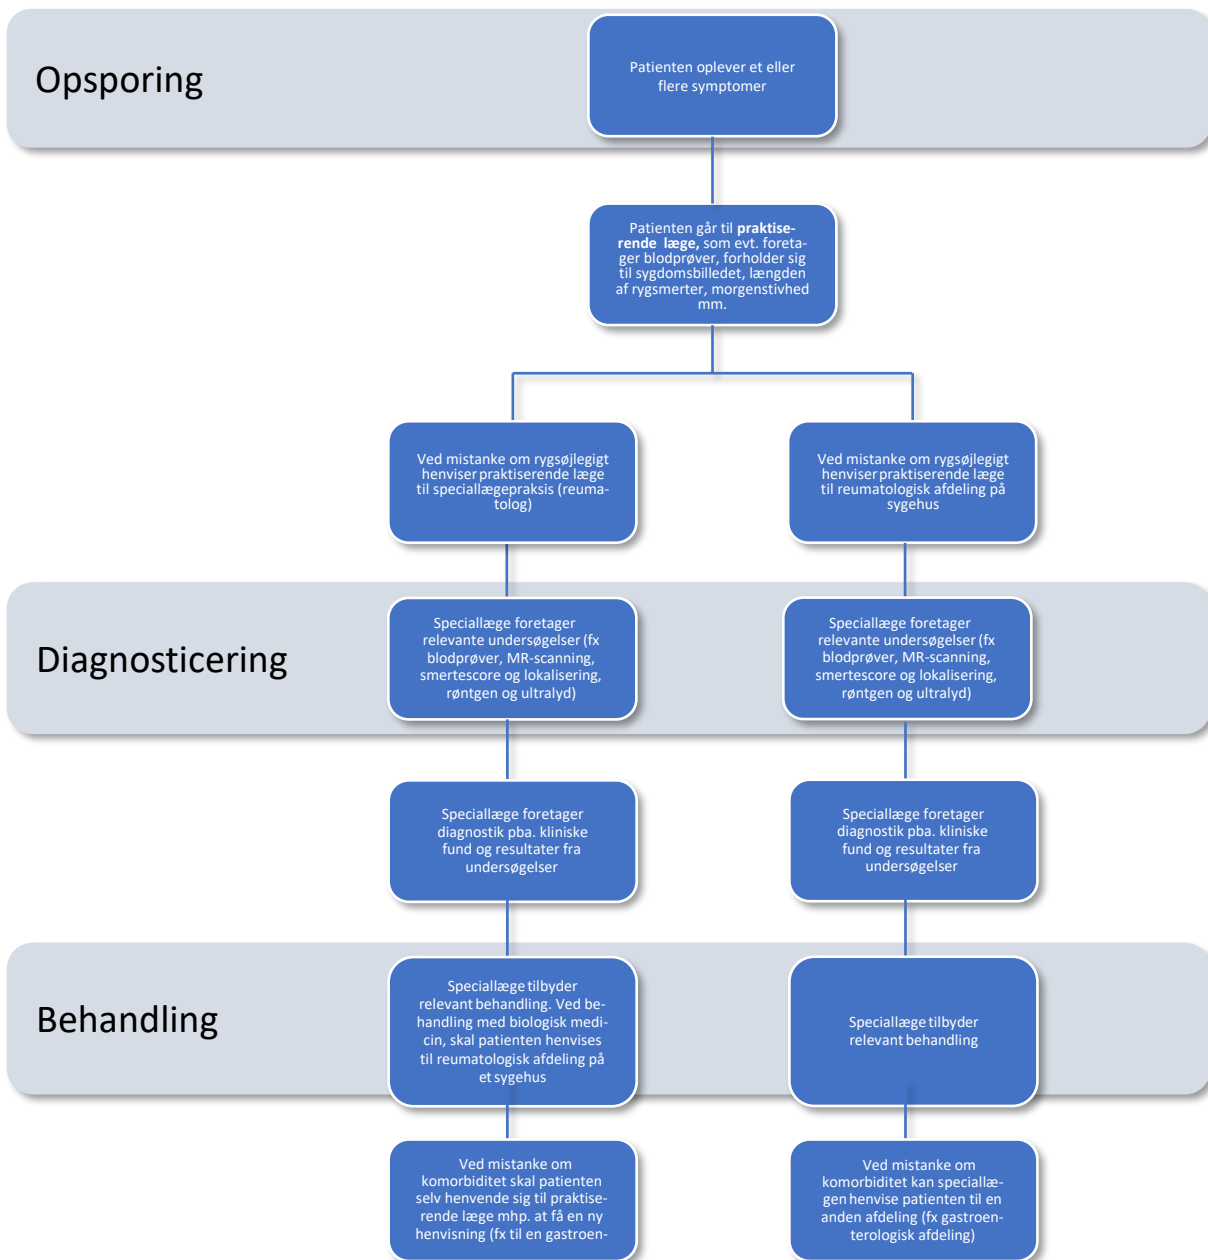 Opsporing
Patienten oplever et eller
flere symptomer
Patienten går til praktise-
rende læge, som evt. foreta-
ger blodprøver, forholder sig
til sygdomsbilledet, længden
af rygsmerter, morgenstivhed
mm.
Ved mistanke om rygsøjlegigt
henviser praktiserende læge
til speciallægepraksis (reuma-
tolog)
Ved mistanke om rygsøjlegigt
henviser praktiserende læge
til reumatologisk afdeling på
sygehus
Diagnosticering
Speciallæge foretager
relevante undersøgelser (fx
blodprøver, MR-scanning,
smertescore og lokalisering,
røntgen og ultralyd)
Speciallæge foretager
relevante undersøgelser (fx
blodprøver, MR-scanning,
smertescore og lokalisering,
røntgen og ultralyd)
Speciallæge foretager
diagnostik pba. kliniske
fund og resultater fra
undersøgelser
Speciallæge foretager
diagnostik pba. kliniske
fund og resultater fra
undersøgelser
Behandling
Speciallæge tilbyder
relevant behandling. Ved be-
handling med biologisk medi-
cin, skal patienten henvises
til reumatologisk afdeling på
et sygehus
Speciallæge tilbyder
relevant behandling
Ved mistanke om
komorbiditet skal patienten
selv henvende sig til praktise-
rende læge mhp. at få en ny
henvisning (fx til en gastroen-
Ved mistanke om
komorbiditet kan speciallæ-
gen henvise patienten til en
anden afdeling (fx gastroen-
terologisk afdeling)